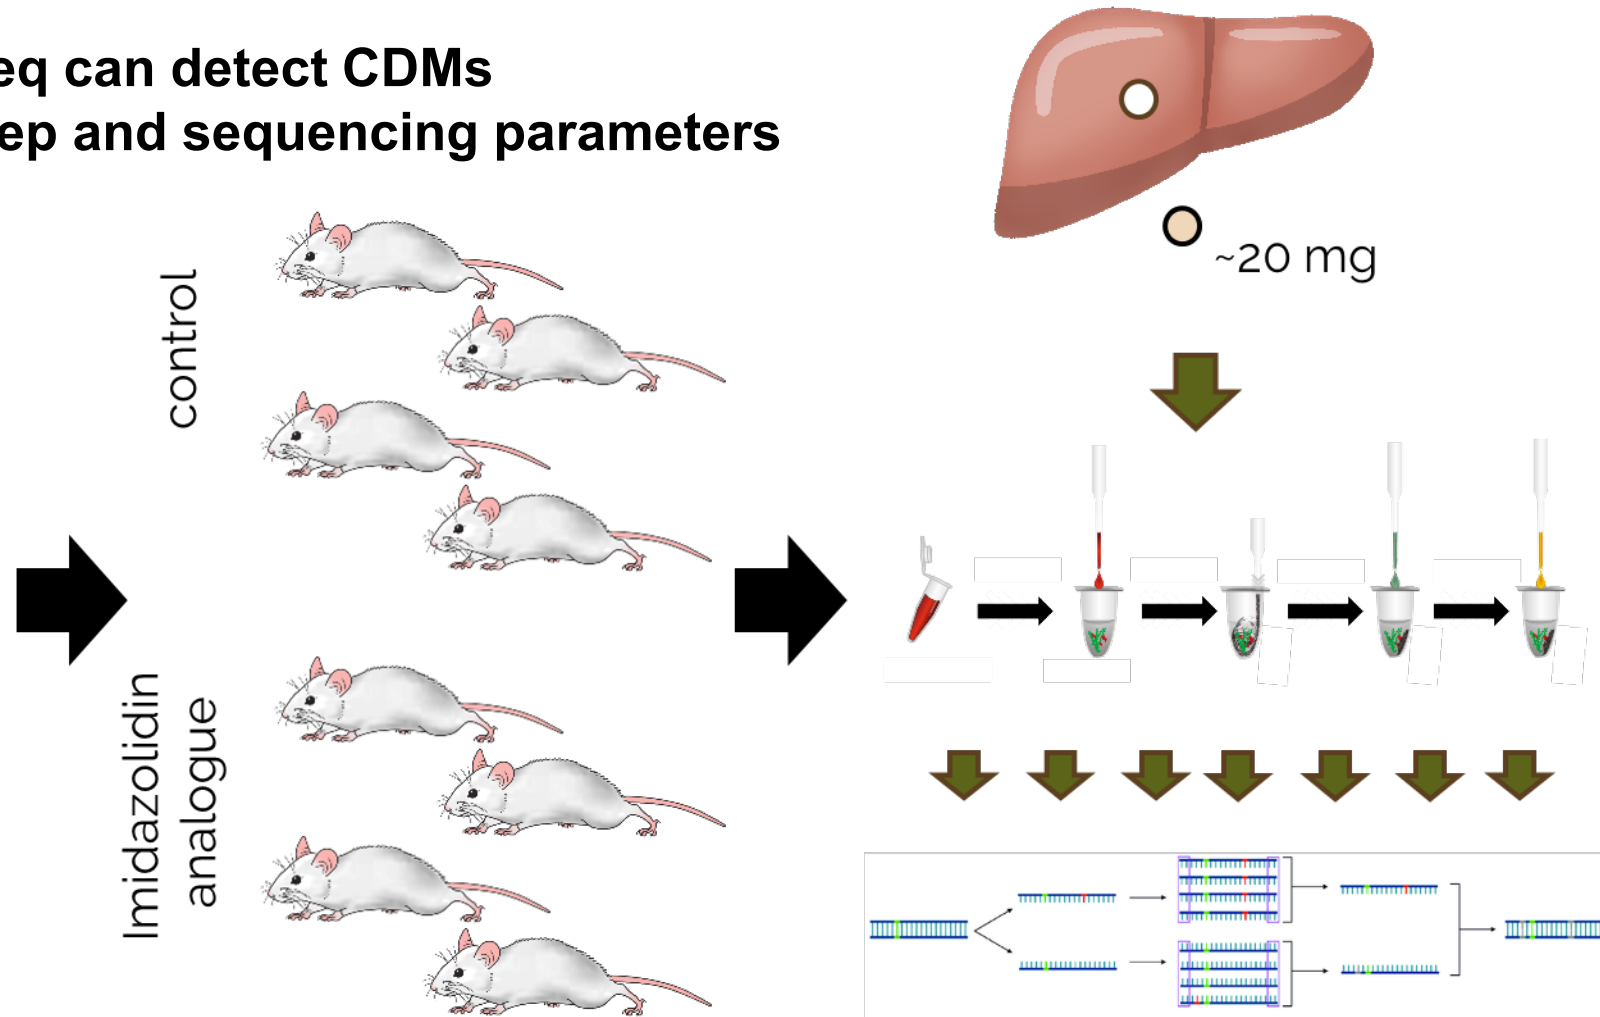 eq can detect CDMs
ep and sequencing parameters
control
Imidazolidin
analogue
~20 mg